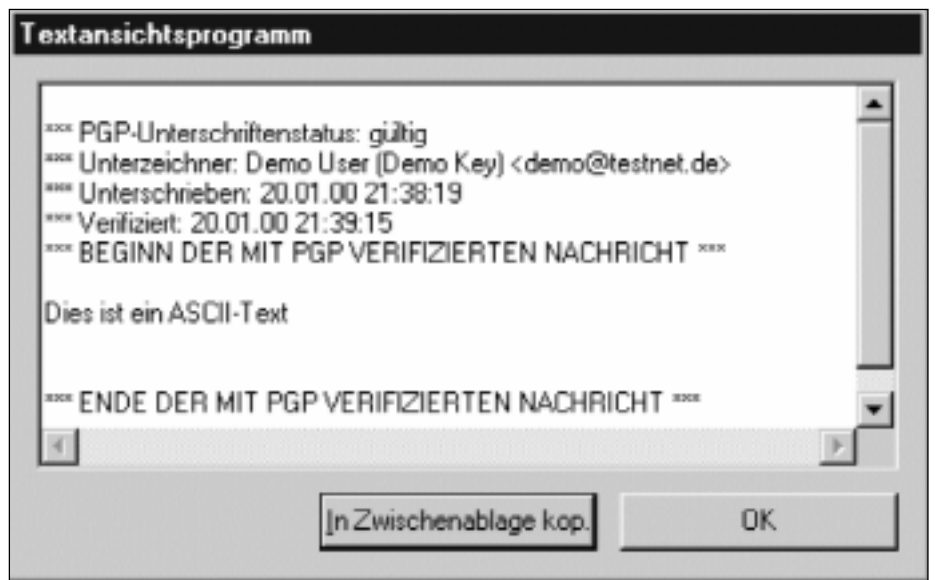 Textansichtsprogramm
*** PGP-Unterschriftenstatus: gültig
*** Unterzeichner: Demo User (Demo Key) <demo@testnet.de>
*** Unterschrieben: 20.01.00 21:38:19
*** Verifiziert: 20.01.00 21:39:15
*** BEGINN DER MIT PGP VERIFIZIERTEN NACHRICHT ***
Dies ist ein ASCII-Text
*** ENDE DER MIT PGP VERIFIZIERTEN NACHRICHT ***
In Zwischenablage kop.
OK